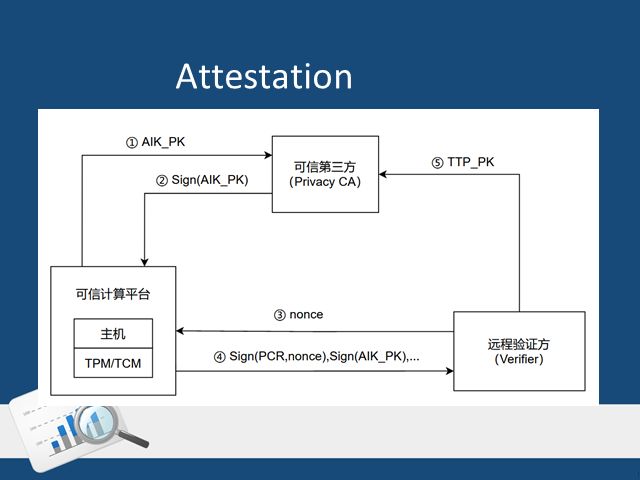 Attestation
① AIK_PK
可信第三方
(Privacy CA)
⑤ TTP_PK
② Sign(AIK_PK)
可信计算平台
主机
TPM/TCM
③ nonce
④ Sign(PCR,nonce),Sign(AIK_PK),...
远程验证方
(Verifier)